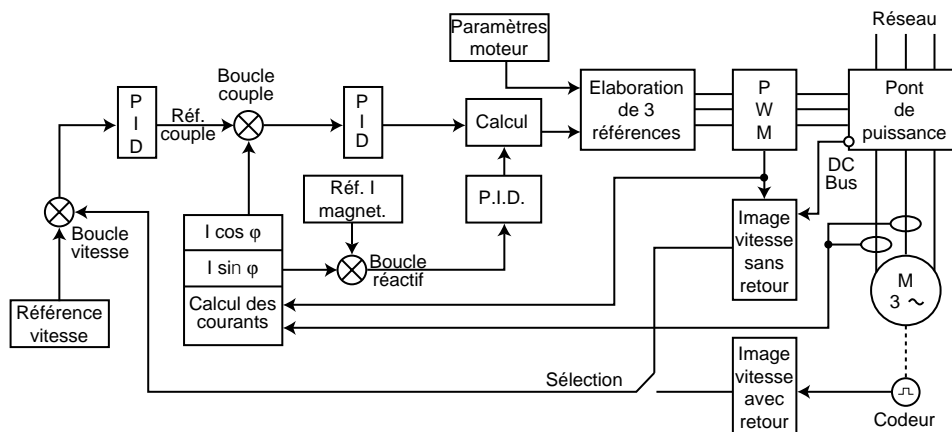 Réseau
Paramètres
moteur
Boucle
couple
P
I
D
Réf.
couple
P
I
D
Calcul
Elaboration
de 3
références
P
W
M
Pont
de
puissance
DC
Bus
Réf. I
magnet.
P.I.D.
Image
vitesse
sans
retour
Boucle
vitesse
I cos φ
I sin φ
Calcul des
courants
Boucle
réactif
Référence
vitesse
M
3 ~
Sélection
Image
vitesse
avec
retour
Codeur